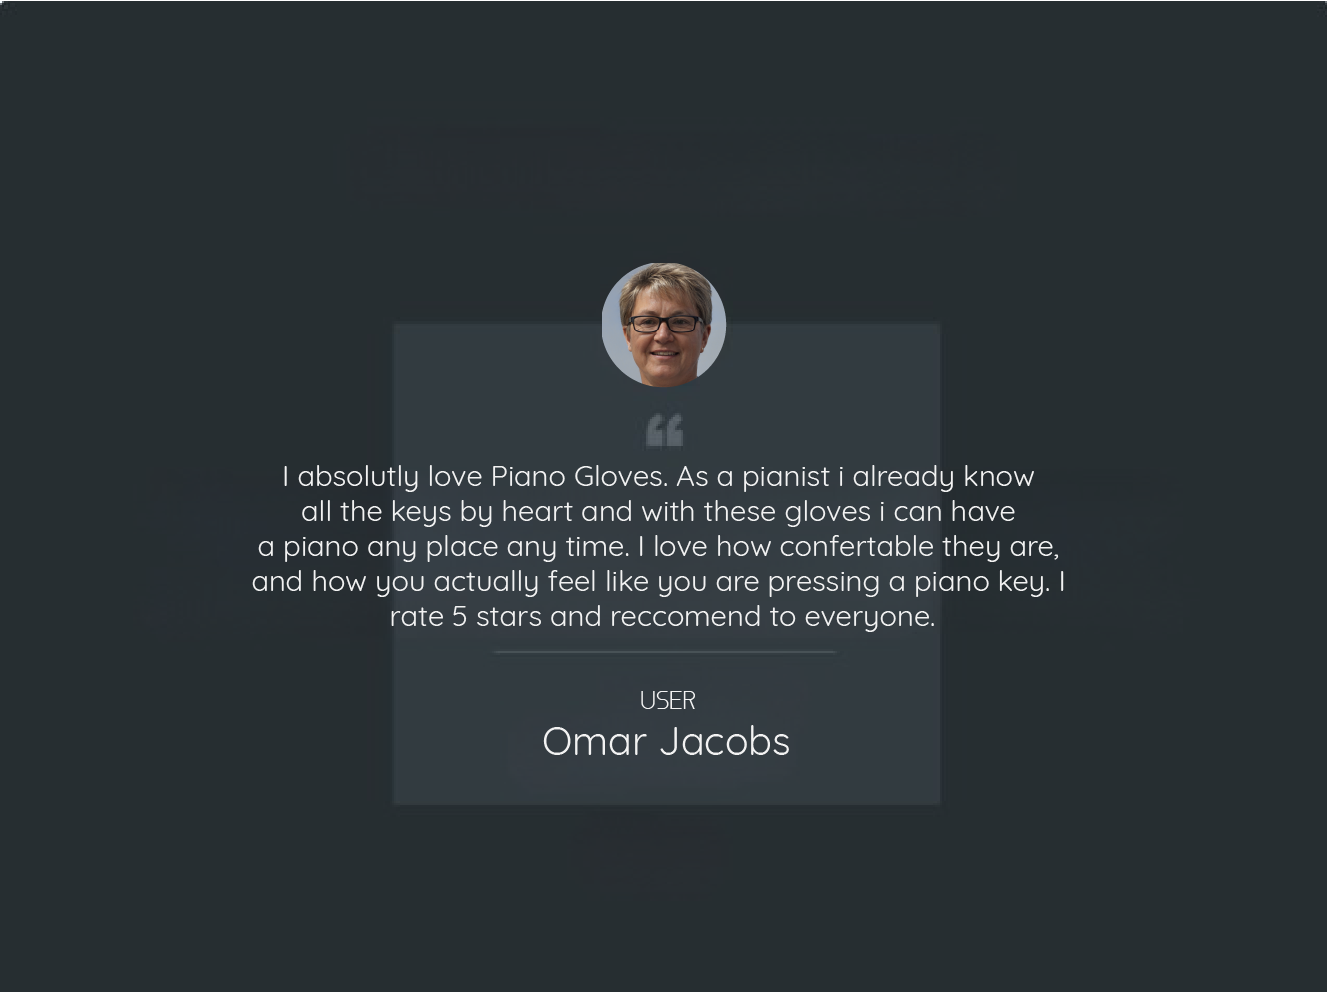 I absolutly love Piano Gloves. As a pianist i already know
all the keys by heart and with these gloves i can have
a piano any place any time. I love how confertable they are,
and how you actually feel like you are pressing a piano key. I
rate 5 stars and reccomend to everyone.
USER
Omar Jacobs